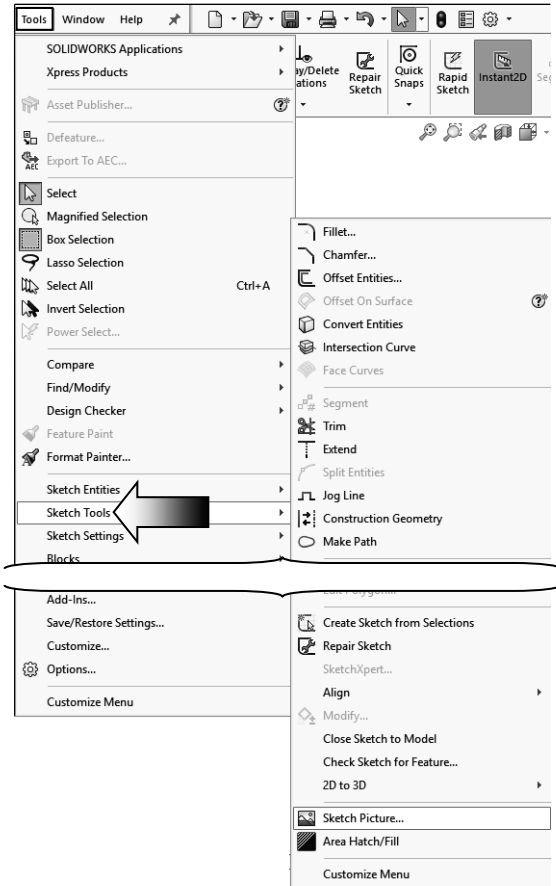 Tools Window Help
SOLIDWORKS Applications
Xpress Products
Asset Publisher...
Defeature...
Export To AEC...
AEC
Select
Magnified Selection
Box Selection
Lasso Selection
Select All Ctrl+A
Invert Selection
Power Select...
Compare
Find/Modify
Design Checker
Feature Paint
Format Painter...
Sketch Entities
Sketch Tools
Sketch Settings
Blocks
Add-Ins...
Save/Restore Settings...
Customize...
Options...
Customize Menu
ay/Delete
ations
Repair
Sketch
Quick
Snaps
Rapid
Sketch
Instant2D
Fillet...
Chamfer...
Offset Entities...
Offset On Surface
Convert Entities
Intersection Curve
Face Curves
Segment
Trim
Extend
Split Entities
Jog Line
Construction Geometry
Make Path
Create Sketch from Selections
Repair Sketch
SketchXpert...
Align
Modify...
Close Sketch to Model
Check Sketch for Feature...
2D to 3D
Sketch Picture...
Area Hatch/Fill
Customize Menu